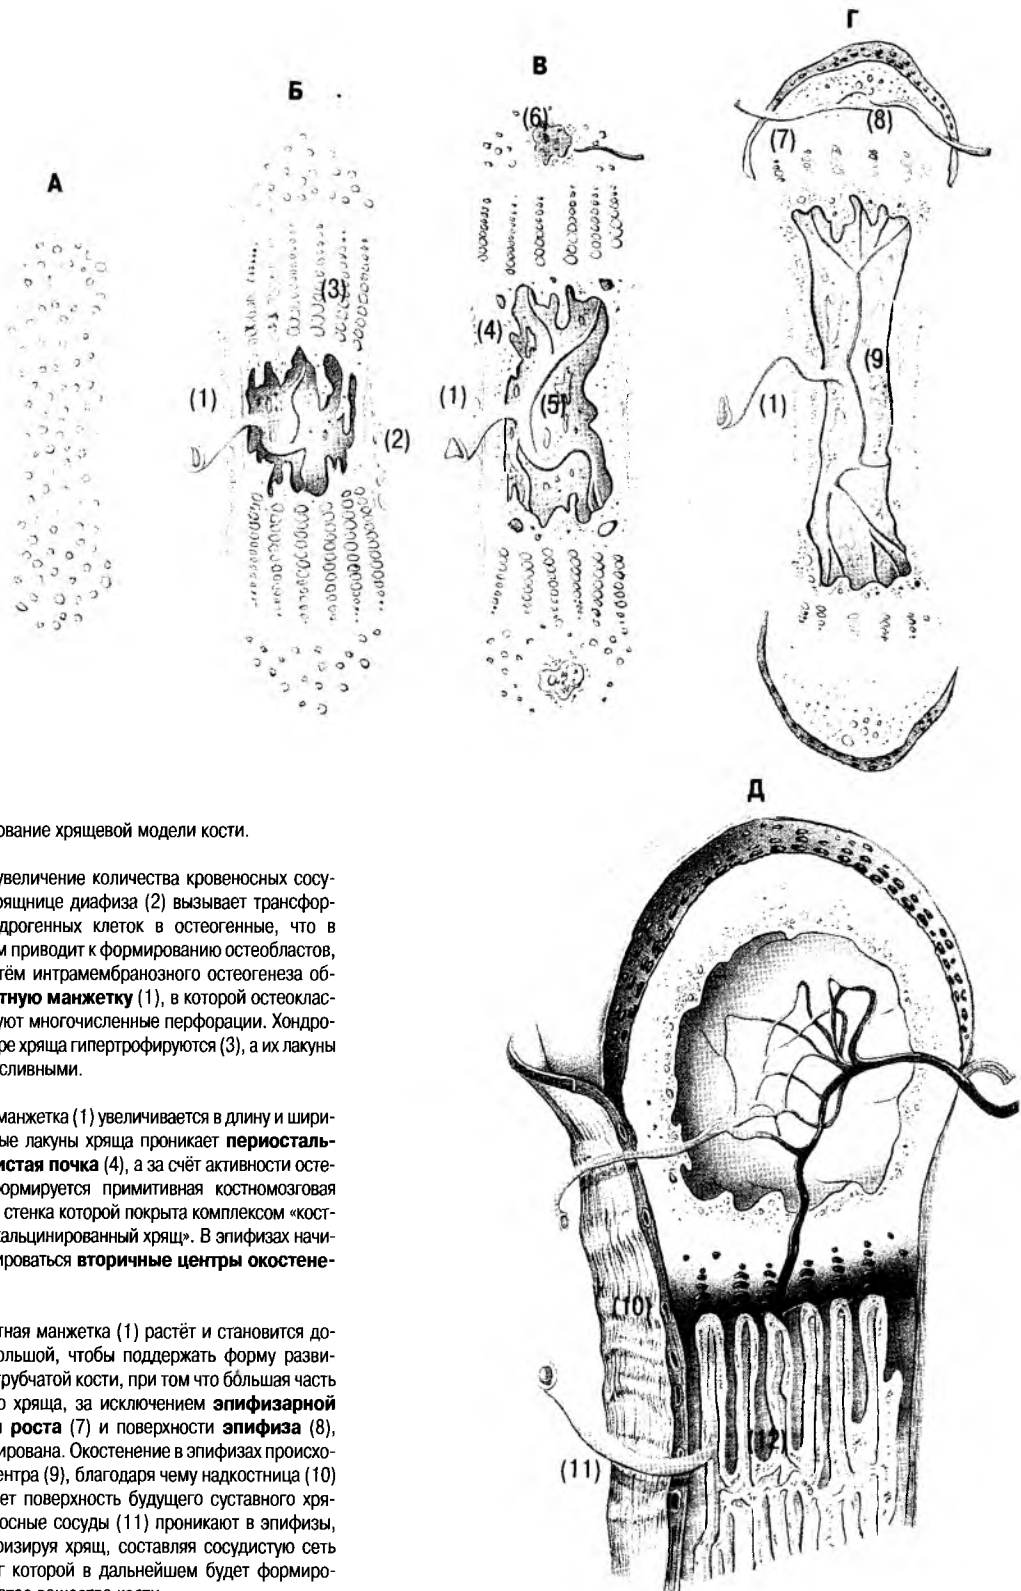 Г
В
Б
А
(6)
(7)
(8)
(3)
(4)
(1)
(1)
(5)
(2)
(9
(1)
Д
ование хрящевой модели кости.
увеличение количества кровеносных сосу-
рящнице диафиза (2) вызывает трансфор-
ндрогенных клеток в остеогенные, что в
м приводит к формированию остеобластов,
тём интрамембранозного остеогенеза об-
тную манжетку (1), в которой остеоклас-
уют многочисленные перфорации. Хондро-
ре хряща гипертрофируются (3), а их лакуны
сливными.
манжетка (1) увеличивается в длину и шири-
ные лакуны хряща проникает периосталь-
истая почка (4), а за счёт активности осте-
ормируется примитивная костномозговая
стенка которой покрыта комплексом «кост-
кальцинированный хрящ». В эпифизах начи-
ироваться вторичные центры окостене-
тная манжетка (1) растёт и становится до-
ольшой, чтобы поддержать форму разви-
трубчатой кости, при том что бо́льшая часть
о хряща, за исключением эпифизарной
и роста (7) и поверхности эпифиза (8),
ирована. Окостенение в эпифизах происхо-
ентра (9), благодаря чему надкостница (10)
ет поверхность будущего суставного хря-
осные сосуды (11) проникают в эпифизы,
ризируя хрящ, составляя сосудистую сеть
г которой в дальнейшем будет формиро-
(10)
(11)
(12)